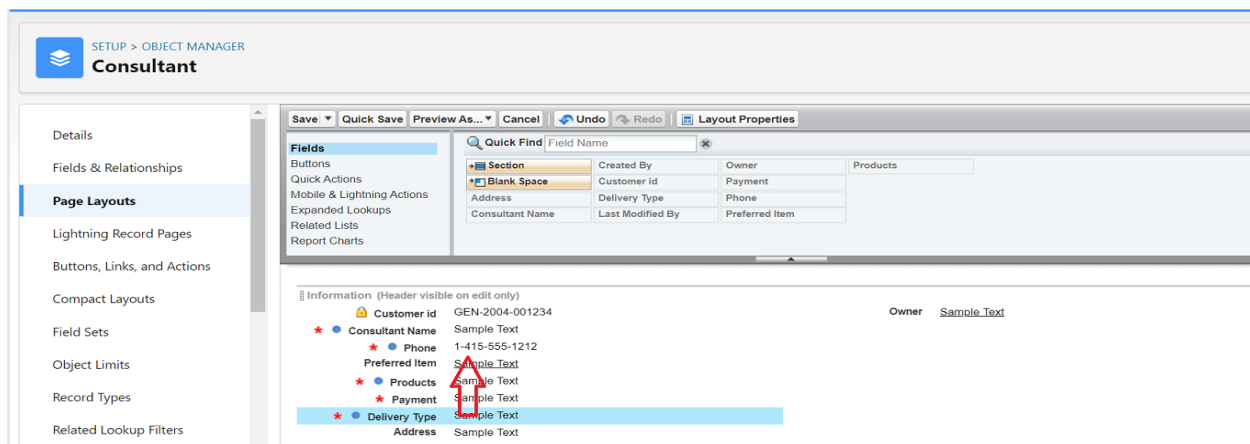 SETUP > OBJECT MANAGER
Consultant
Details
Fields & Relationships
Page Layouts
Lightning Record Pages
Buttons, Links, and Actions
Compact Layouts
Field Sets
Object Limits
Record Types
Related Lookup Filters
Save Quick Save Preview As... Cancel Undo Redo Layout Properties
Fields
Buttons
Quick Actions
Mobile & Lightning Actions
Expanded Lookups
Related Lists
Report Charts
Quick Find Field Name
Section Created By Owner Products
Blank Space Customer id Payment
Address Delivery Type Phone
Consultant Name Last Modified By Preferred Item
Information (Header visible on edit only)
Customer id GEN-2004-001234 Owner Sample Text
* Consultant Name Sample Text
* Phone 1-415-555-1212
Preferred Item Sample Text
* Products Sample Text
* Payment Sample Text
* Delivery Type Sample Text
Address Sample Text